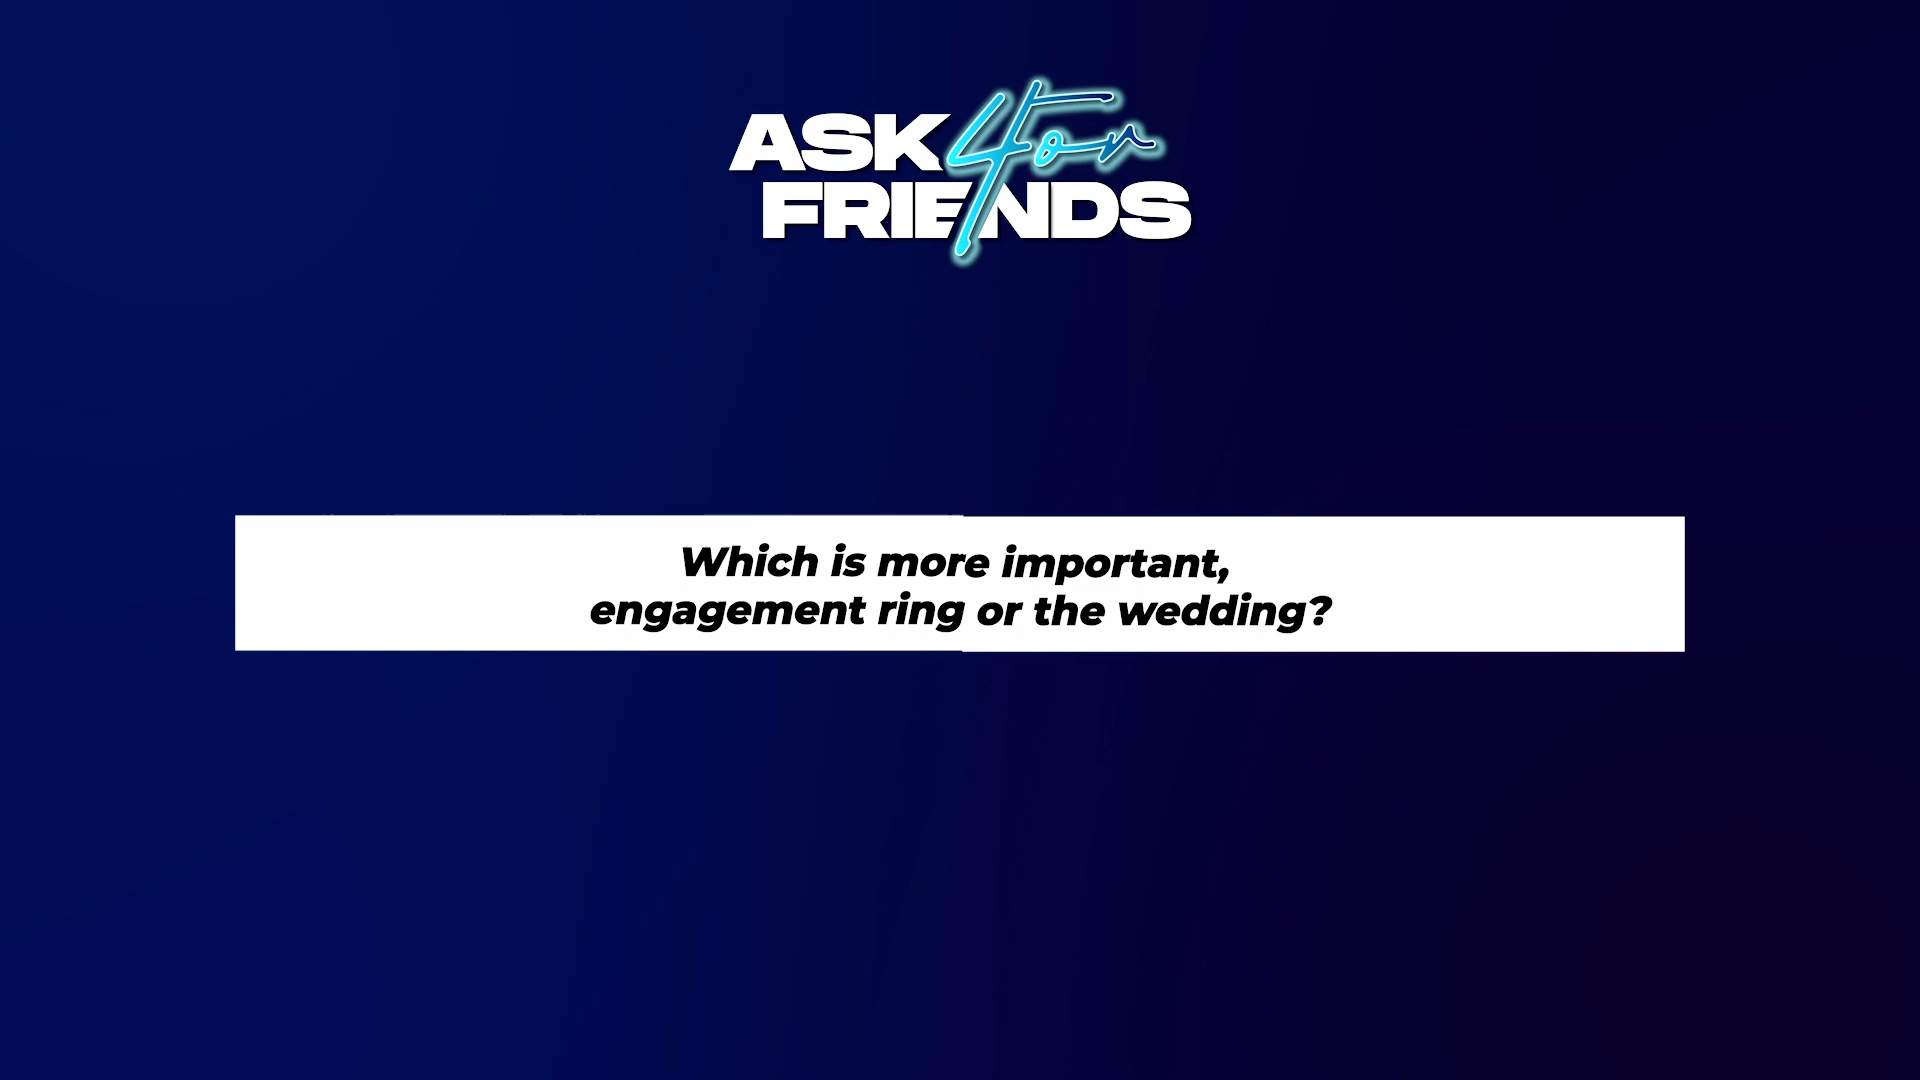 ASK 4or
FRIENDS
Which is more important,
engagement ring or the wedding?